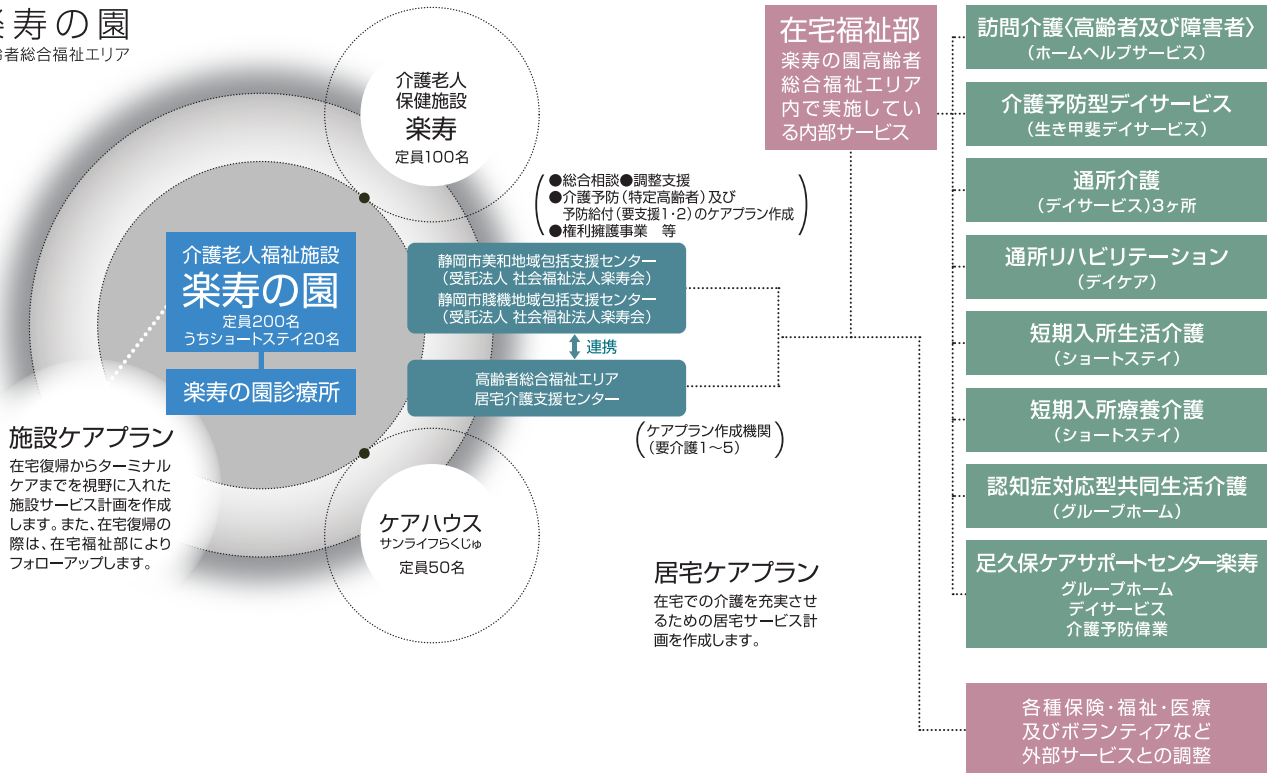 楽寿の園
者総合福祉エリア
介護老人
保健施設
楽寿
定員100名
介護老人福祉施設
楽寿の園
定員200名
うちショートステイ20名
楽寿の園診療所
施設ケアプラン
在宅復帰からターミナル
ケアまでを視野に入れた
施設サービス計画を作成
します。また、在宅復帰の
際は、在宅福祉部により
フォローアップします。
ケアハウス
サンライフらくじゅ
定員50名
●総合相談●調整支援
●介護予防(特定高齢者)及び
予防給付(要支援1・2)のケアプラン作成
●権利擁護事業 等
静岡市美和地域包括支援センター
(受託法人 社会福祉法人楽寿会)
静岡市賤機地域包括支援センター
(受託法人 社会福祉法人楽寿会)
連携
高齢者総合福祉エリア
居宅介護支援センター
(ケアプラン作成機関
(要介護1〜5))
居宅ケアプラン
在宅での介護を充実させ
るための居宅サービス計
画を作成します。
在宅福祉部
楽寿の園高齢者
総合福祉エリア
内で実施してい
る内部サービス
訪問介護〈高齢者及び障害者〉
(ホームヘルプサービス)
介護予防型デイサービス
(生き甲斐デイサービス)
通所介護
(デイサービス)3ヶ所
通所リハビリテーション
(デイケア)
短期入所生活介護
(ショートステイ)
短期入所療養介護
(ショートステイ)
認知症対応型共同生活介護
(グループホーム)
足久保ケアサポートセンター楽寿
グループホーム
デイサービス
介護予防偉業
各種保険・福祉・医療
及びボランティアなど
外部サービスとの調整